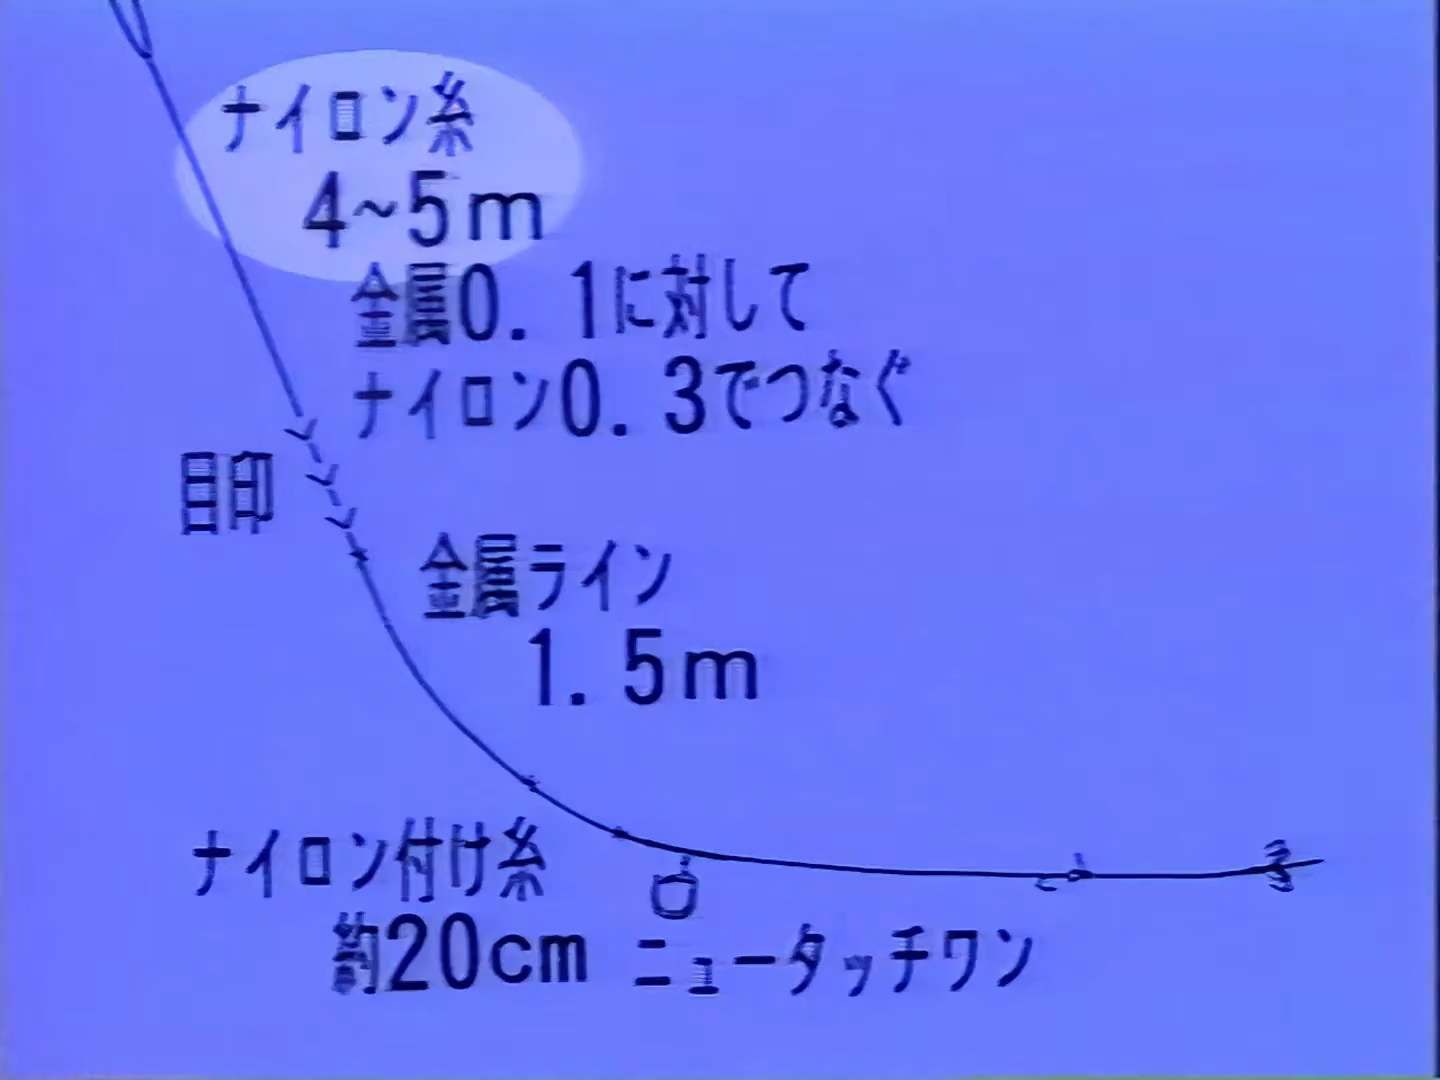 ナイロン糸
4~5m
金属0.1に対して
ナイロン0.3でつなぐ
目印
金属ライン
1.5m
ナイロン付け糸
約20cm
ニュータッチワン